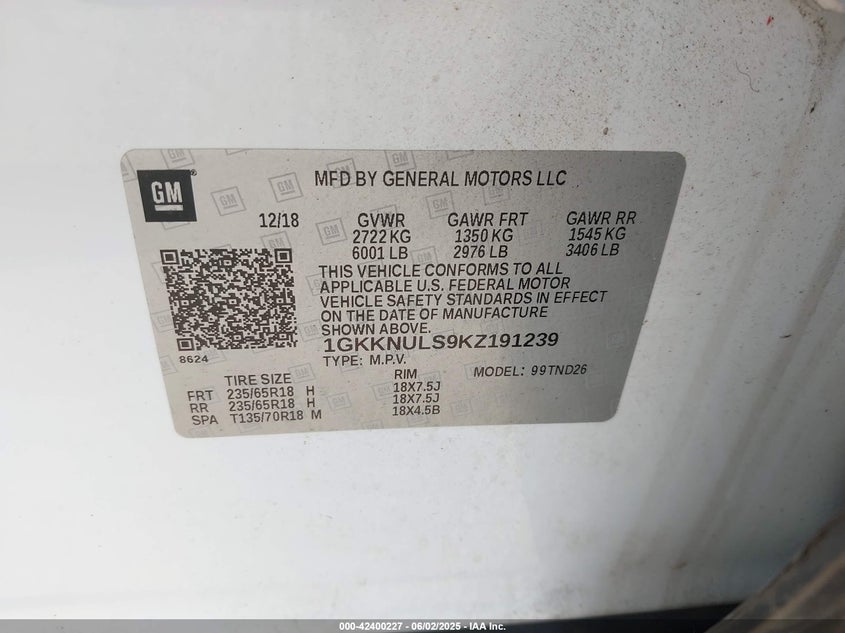 GM
MFD BY GENERAL MOTORS LLC
12/18 GVWR GAWR FRT GAWR RR
2722 KG 1350 KG 1545 KG
6001 LB 2976 LB 3406 LB
THIS VEHICLE CONFORMS TO ALL
APPLICABLE U.S. FEDERAL MOTOR
VEHICLE SAFETY STANDARDS IN EFFECT
ON THE DATE OF MANUFACTURE
SHOWN ABOVE.
1GKKNULS9KZ191239
8624
TYPE: M.P.V.
MODEL: 99TND26
TIRE SIZE RIM
FRT 235/65R18 H 18X7.5J
RR 235/65R18 H 18X7.5J
SPA T135/70R18 M 18X4.5B
000-42400227 - 06/02/2025 - IAA Inc.